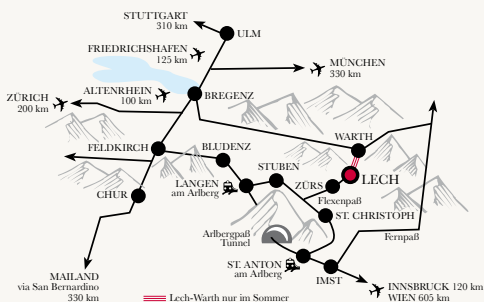 STUTTGART
310 km
ULM
FRIEDRICHSHAFEN
125 km
MÜNCHEN
330 km
ALTENRHEIN
100 km
ZÜRICH
200 km
BREGENZ
WARTH
FELDKIRCH
BLUDENZ
STUBEN
LECH
LANGEN
am Arlberg
ZÜRS
Flexenpaß
CHUR
ST. CHRISTOPH
Arlbergpaß
Tunnel
Fernpaß
ST. ANTON
am Arlberg
IMST
MAILAND
via San Bernardino
330 km
INNSBRUCK 120 km
WIEN 605 km
Lech-Warth nur im Sommer